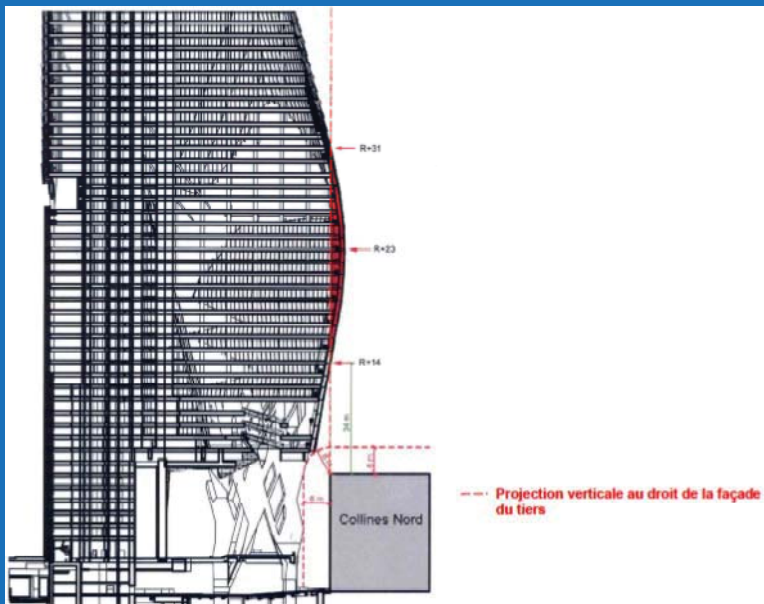 R+31
R+23
R+14
Collines Nord
Projection verticale au droit de la façade
du tiers